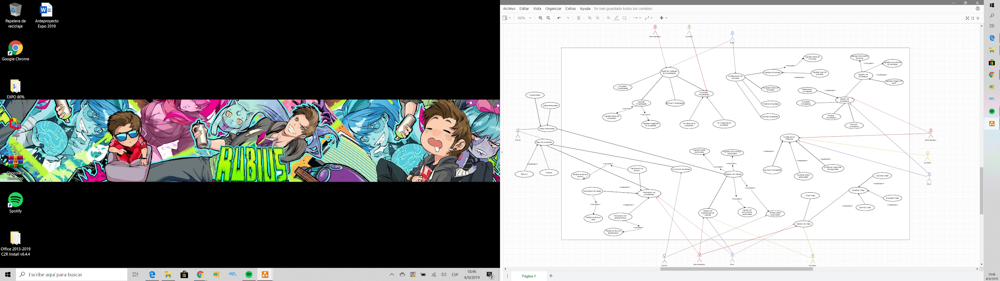 Papelera de
reciclaje
Anteproyecto
Expo 2019
Google Chrome
EXPO 80%
Jose
Chocolate
Delicioso
Spotify
Office 2013-2019
C2R Install v6.4.4
RUBIUS
Escribe aquí para buscar
ESP
18:46
4/9/2019
2
Archivo Editar Vista Organizar Extras Ayuda Se han guardado todos los cambios
60%
Administrador
Corredor
Root
Gestionar Catalogo
de propiedades
Actualizar
Propiedades
Ingresar
Propiedades
Eliminar Propiedades
Consultar
Propiedades
<<Include>>
<<Include>>
Ingresar datos de
propiedad
Ingresar Imagenes
de propiedad
Ver datos de la
propiedad
Ver Imagenes de
propiedad
Configuracion de
empresa
Ingresar Empresas
<<Include>>
Ingresar datos de
empresa
Ingresar logo de
empresa
<<extends>>
Actualizar datos de
Empresa
Mostrar Empresas
Eliminar Empresas
Ingresar informacion
personal
<<Include>>
Ingresar documentos
de identidad
Registro de
Empleados
<<extends>>
Ingresar Imagen de
perfil
Restablecer
contraseña
<<extends>>
Gestion de
empleados
Actualizar
Empleados
Mostrar
Empleados
Eliminar
empleados
Credenciales
Datos personales
Datos Personales
Cliente
Pago de propiedad
<<extends>>
Efectivo
Cheque
Configuracion
Personal
<<extends>>
<<extends>>
<<extends>>
Cambiar Contraseña
Modificar datos
personales
Configurar preguntas
de seguridad
Administrador
Corredor
Root
Ingresar Datos
personales
Ingresar documentos
personales
<<Include>>
<<Include>>
Compra de propiedad
Registro de clientes
<<Include>>
<<Include>>
Ingreso de
documentos
personales
Brindar datos
personales
Gestion de
expedientes de
clientes
<<Include>>
Facturacion de
terreno
Detalle de factura
terreno
<<extends>>
Facturacion de casas
Facturacion de
propiedades
<<Include>>
<<extends>>
Detalle de factura
casa
Facturacion de
apartamentos
<<Include>>
Detalle de factura
apartamento
Cancelar Citas
<<extends>>
Modificar Citas
Crear Citas
Actualizar Citas
<<extends>>
<<extends>>
Eliminar Citas
Gestion de Citas
Cliente
Administrador
Root
Corredor
Página-1
18:46
4/9/2019